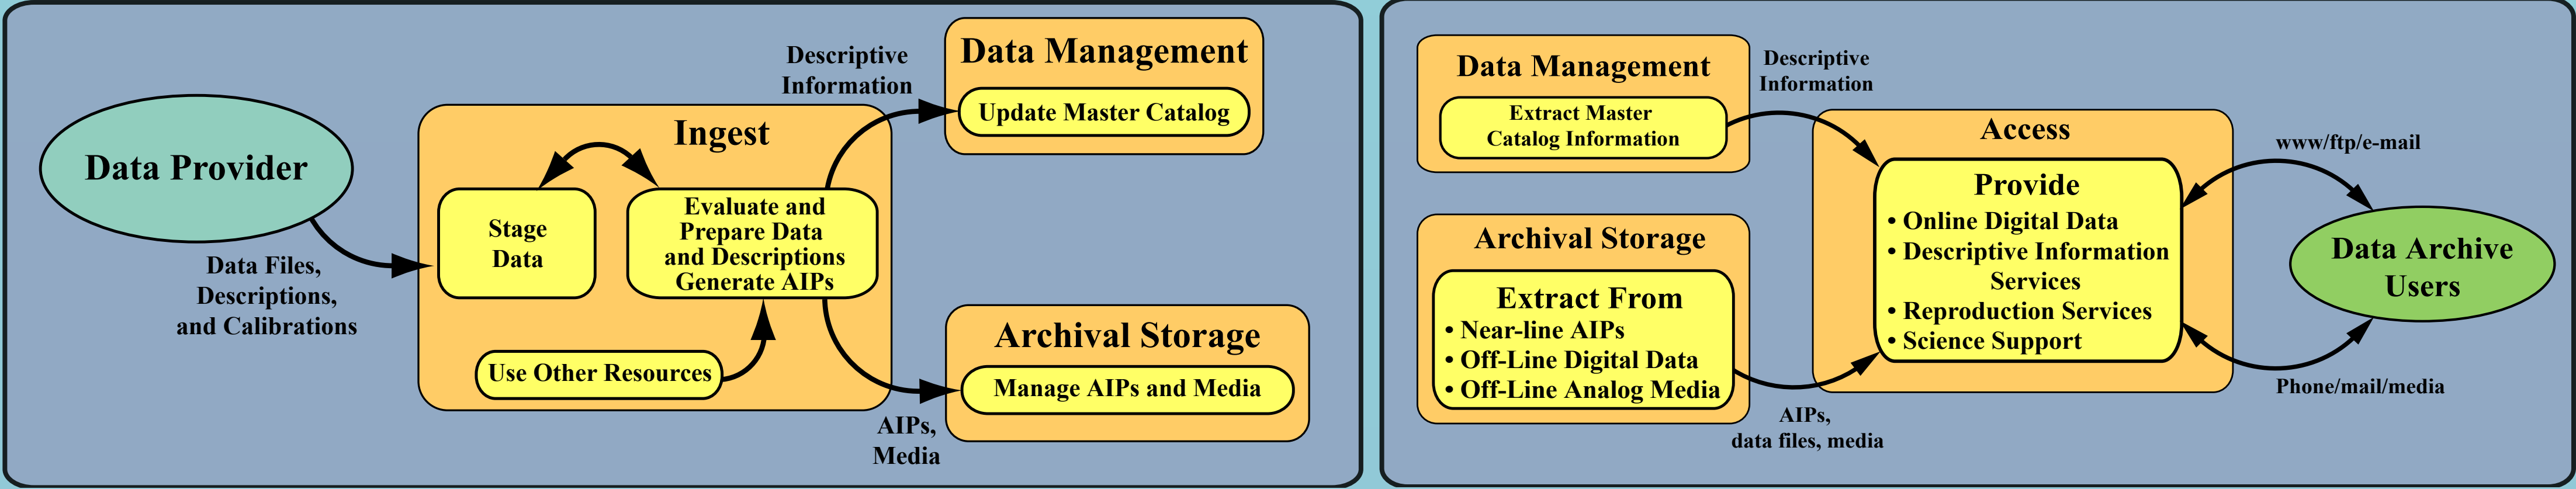 Data Provider
Data Files,
Descriptions,
and Calibrations
Ingest
Stage
Data
Evaluate and
Prepare Data
and Descriptions
Generate AIPs
Use Other Resources
Descriptive
Information
Data Management
Update Master Catalog
Archival Storage
Manage AIPs and Media
AIPs,
Media
Data Management
Extract Master
Catalog Information
Descriptive
Information
Archival Storage
Extract From
• Near-line AIPs
• Off-Line Digital Data
• Off-Line Analog Media
AIPs,
data files, media
Access
Provide
• Online Digital Data
• Descriptive Information
Services
• Reproduction Services
• Science Support
www/ftp/e-mail
Data Archive
Users
Phone/mail/media